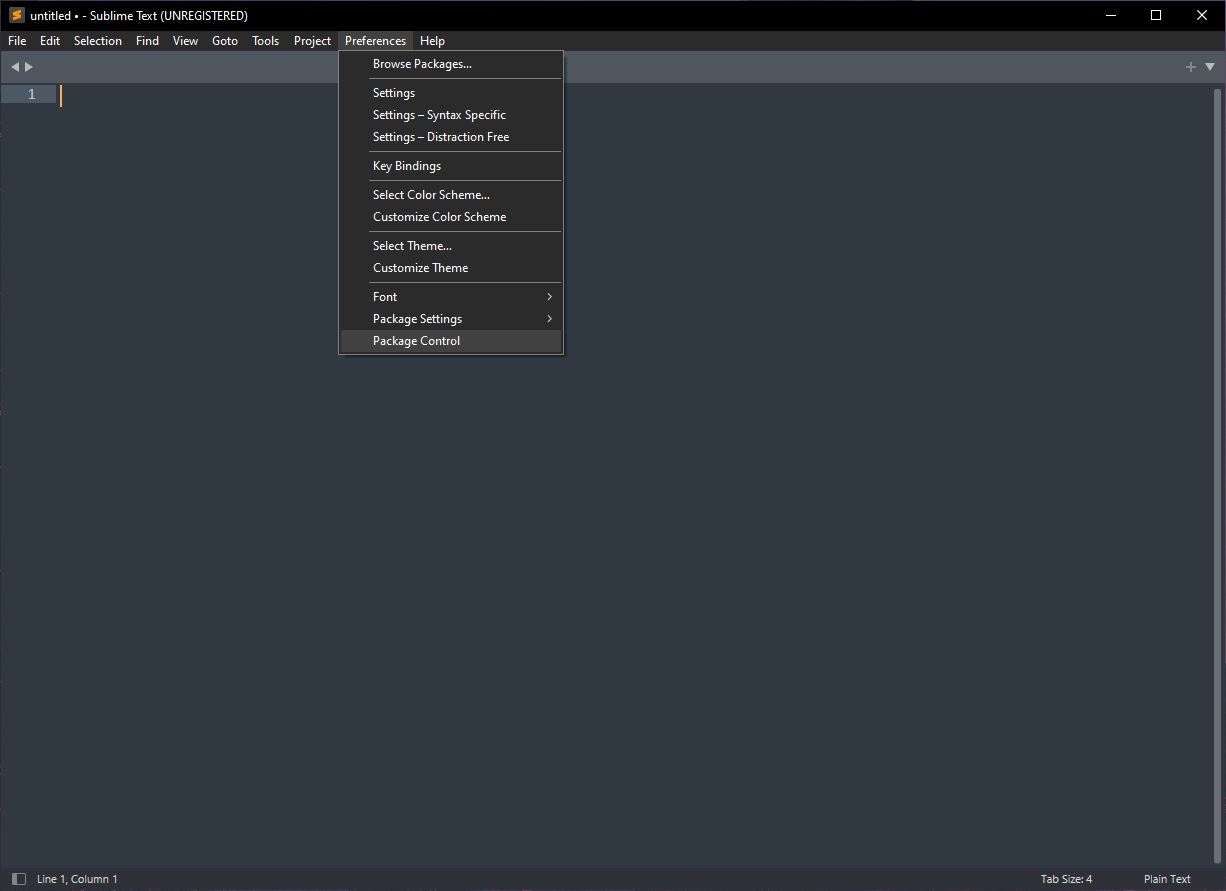 untitled • - Sublime Text (UNREGISTERED)
File Edit Selection Find View Goto Tools Project Preferences Help
Browse Packages...
1
Settings
Settings – Syntax Specific
Settings – Distraction Free
Key Bindings
Select Color Scheme...
Customize Color Scheme
Select Theme...
Customize Theme
Font
Package Settings
Package Control
Line 1, Column 1 Tab Size: 4 Plain Text